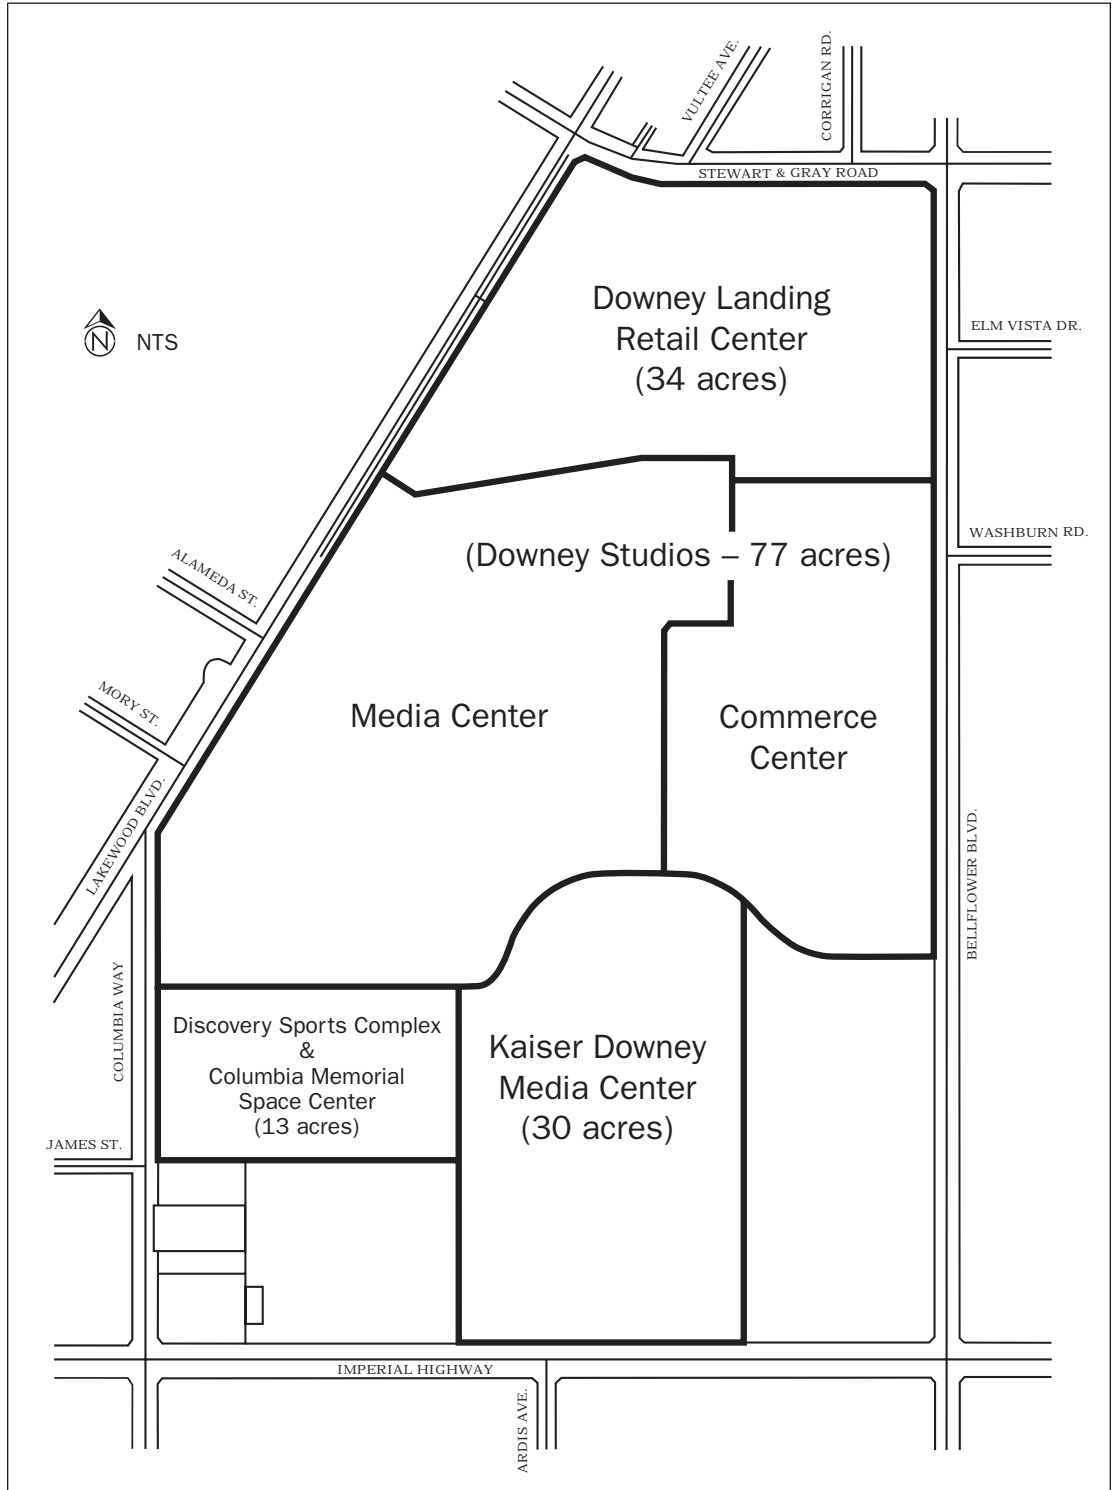 VULTEE AVE.
CORRIGAN RD.
STEWART & GRAY ROAD
Downey Landing
Retail Center
(34 acres)
ELM VISTA DR.
N NTS
WASHBURN RD.
(Downey Studios – 77 acres)
ALAMEDA ST.
MORY ST.
Media Center
Commerce
Center
LAKEWOOD BLVD.
BELLFLOWER BLVD.
COLUMBIA WAY
Discovery Sports Complex
&
Columbia Memorial
Space Center
(13 acres)
Kaiser Downey
Media Center
(30 acres)
JAMES ST.
IMPERIAL HIGHWAY
ARDIS AVE.